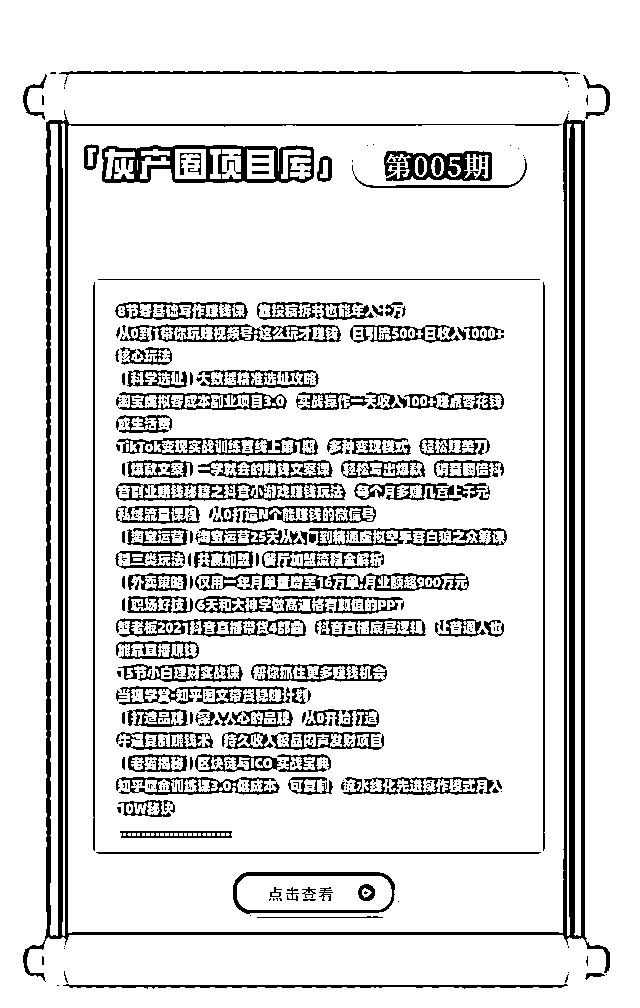 「灰产圈项目库」 第005期
8节零基础写作赚钱课 靠投稿拆书也能年入十万
从0到1带你玩赚视频号:这么玩才赚钱 日引流500+日收入1000+
核心玩法
【科学选址】大数据精准选址攻略
淘宝虚拟零成本副业项目3.0 实战操作一天收入100+赚点零花钱
或生活费
TikTok变现实战训练营线上第1期 多种变现模式 轻松赚美刀
【爆款文案】一学就会的赚钱文案课 轻松写出爆款 销量翻倍抖
音副业赚钱秘籍之抖音小游戏赚钱玩法 每个月多赚几百上千元
私域流量课程 从0打造N个能赚钱的微信号
【淘宝运营】淘宝运营25天从入门到精通虚拟空手套白狼之众筹课
第三类玩法【共赢加盟】餐厅加盟流程全解析
【外卖策略】仅用一年月单量做至16万单,月业额超900万元
【职场好技】6天和大神学做高逼格有颜值的PPT
蟹老板2021抖音直播带货4部曲 抖音直播底层逻辑 让普通人也
能靠直播赚钱
15节小白理财实战课 帮你抓住更多赚钱机会
当猩学堂:知乎图文带货稳赚计划
【打造品牌】深入人心的品牌 从0开始打造
牛逼复制赚钱术 持久收入极品闷声发财项目
【老猫揭秘】区块链与ICO 实战宝典
知乎掘金训练课3.0:低成本 可复制 流水线化先进操作模式月入
10W秘诀
点击查看